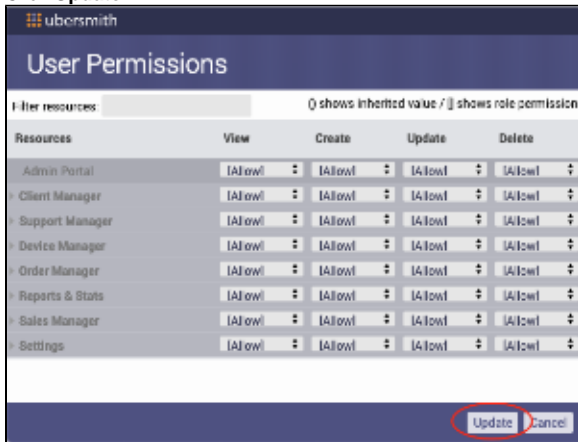 ubersmith
User Permissions
Filter resources: () shows inherited value / [] shows role permission
Resources View Create Update Delete
Admin Portal [Allow] [Allow] [Allow] [Allow]
Client Manager [Allow] [Allow] [Allow] [Allow]
Support Manager [Allow] [Allow] [Allow] [Allow]
Device Manager [Allow] [Allow] [Allow] [Allow]
Order Manager [Allow] [Allow] [Allow] [Allow]
Reports & Stats [Allow] [Allow] [Allow] [Allow]
Sales Manager [Allow] [Allow] [Allow] [Allow]
Settings [Allow] [Allow] [Allow] [Allow]
Update Cancel